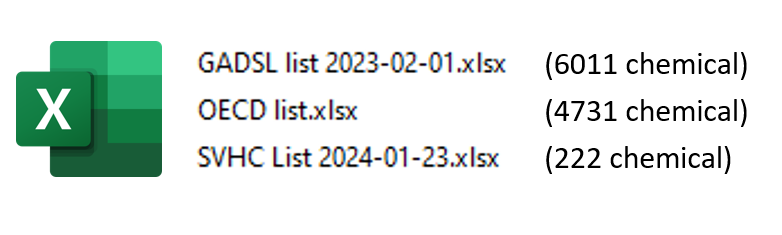 X
GADSL list 2023-02-01.xlsx (6011 chemical)
OECD list.xlsx (4731 chemical)
SVHC List 2024-01-23.xlsx (222 chemical)